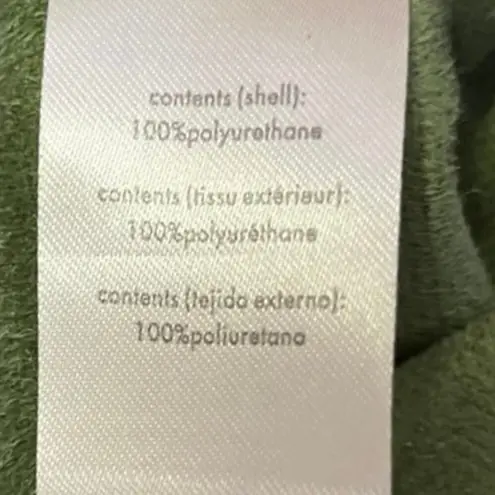 contents (shell):
100%polyurethane
contents (tissu extérieur):
100%polyuréthane
contents (tejido externo):
100%poliuretano